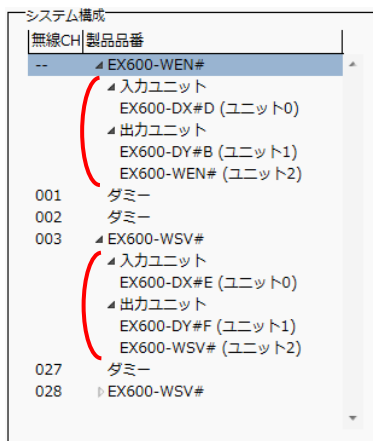 システム構成
無線CH 製品品番
-- EX600-WEN#
入力ユニット
EX600-DX#D (ユニット0)
出力ユニット
EX600-DY#B (ユニット1)
EX600-WEN# (ユニット2)
001 ダミー
002 ダミー
003 EX600-WSV#
入力ユニット
EX600-DX#E (ユニット0)
出力ユニット
EX600-DY#F (ユニット1)
EX600-WSV# (ユニット2)
027 ダミー
028 EX600-WSV#